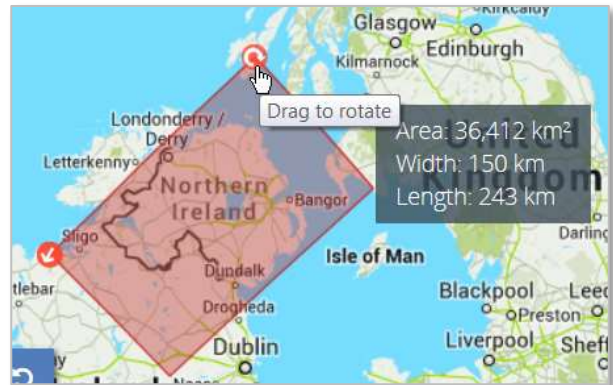 Kirkcaldy
Glasgow
Edinburgh
Kilmarnock
Drag to rotate
Londonderry /
Derry
Area: 36,412 km²
Width: 150 km
Length: 243 km
United
Letterkenny
Northern
Ireland
Bangor
Darling
Sligo
Isle of Man
Dundalk
tlebar
Blackpool
Leed
Drogheda
Preston
Dublin
Liverpool
Sheff